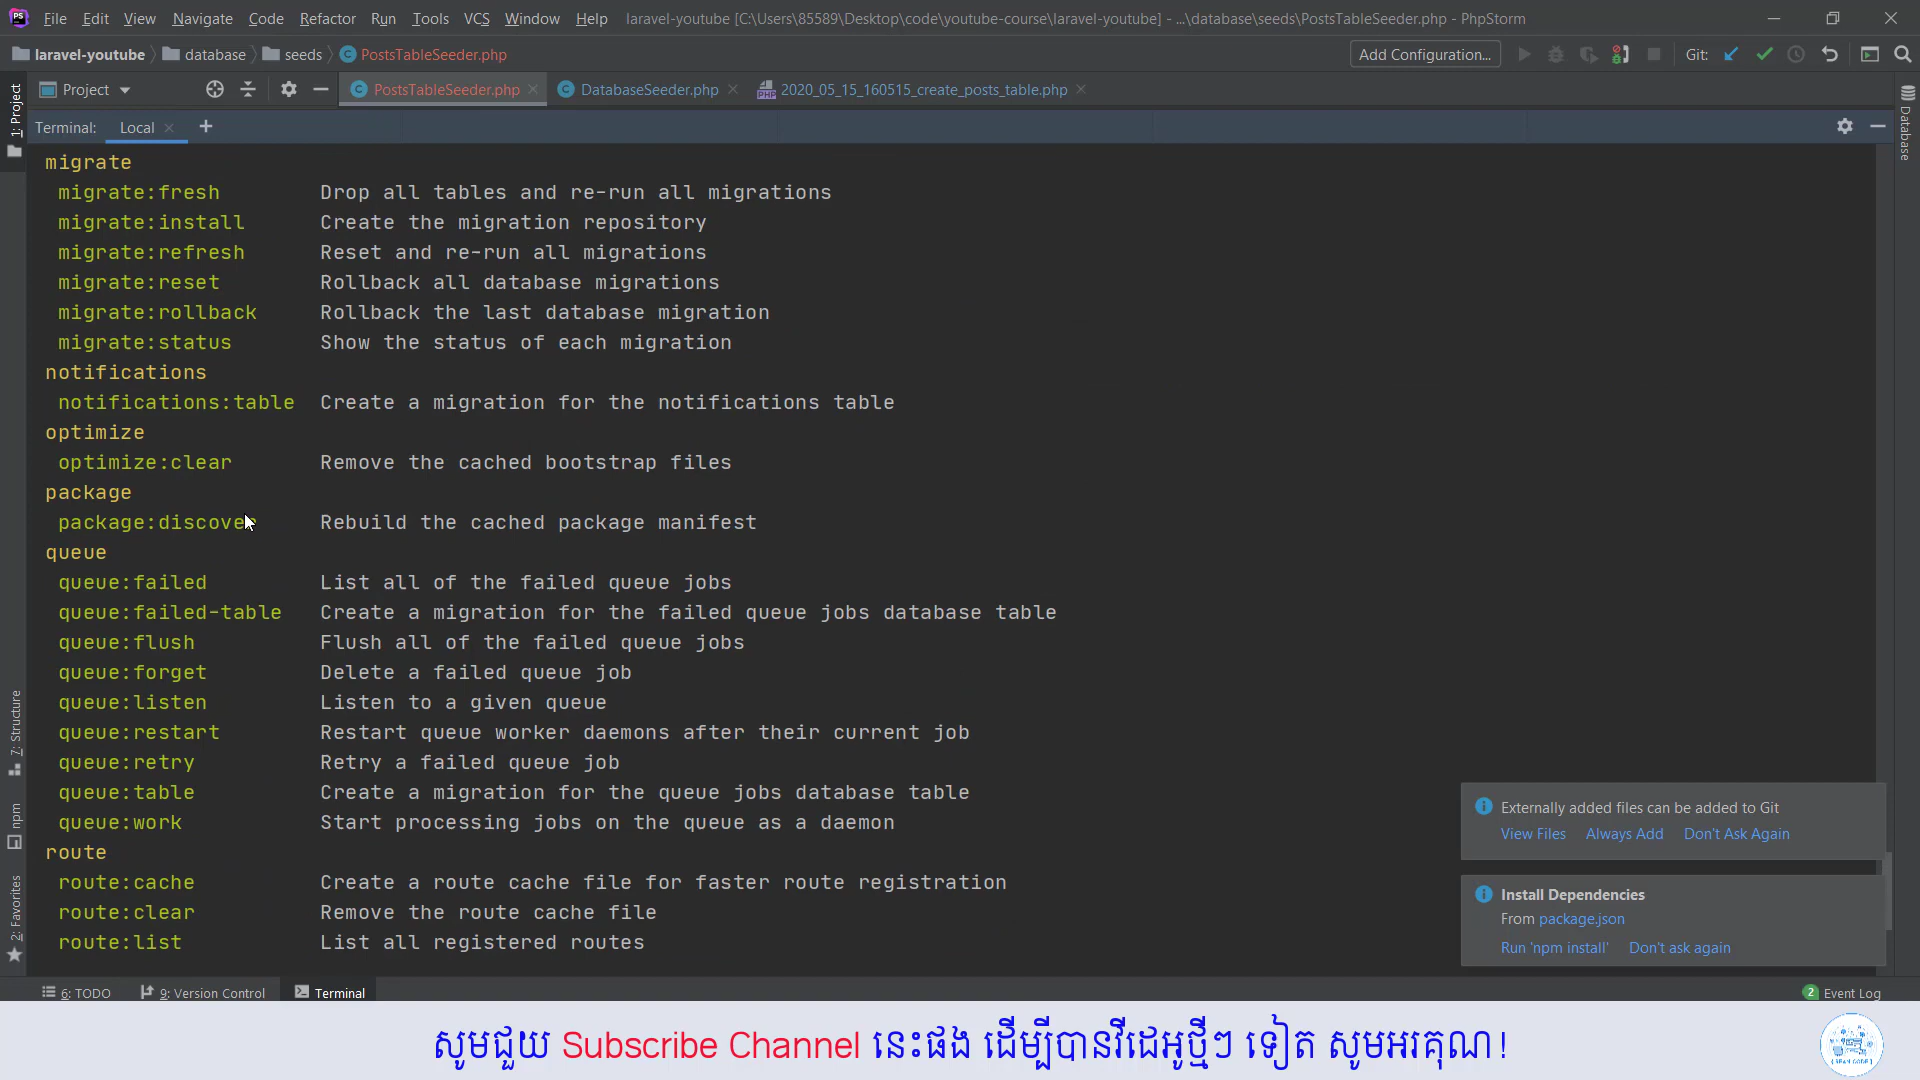 File Edit View Navigate Code Refactor Run Tools VCS Window Help laravel-youtube [C:\Users\85589\Desktop\code\youtube-course\laravel-youtube] - ...\database\seeds\PostsTableSeeder.php - PhpStorm
laravel-youtube database seeds PostsTableSeeder.php Add Configuration... Git:
Project PostsTableSeeder.php DatabaseSeeder.php 2020_05_15_160515_create_posts_table.php
Terminal: Local
1: Project
7: Structure
npm
2: Favorites
Database
migrate
migrate:fresh Drop all tables and re-run all migrations
migrate:install Create the migration repository
migrate:refresh Reset and re-run all migrations
migrate:reset Rollback all database migrations
migrate:rollback Rollback the last database migration
migrate:status Show the status of each migration
notifications
notifications:table Create a migration for the notifications table
optimize
optimize:clear Remove the cached bootstrap files
package
package:discover Rebuild the cached package manifest
queue
queue:failed List all of the failed queue jobs
queue:failed-table Create a migration for the failed queue jobs database table
queue:flush Flush all of the failed queue jobs
queue:forget Delete a failed queue job
queue:listen Listen to a given queue
queue:restart Restart queue worker daemons after their current job
queue:retry Retry a failed queue job
queue:table Create a migration for the queue jobs database table
queue:work Start processing jobs on the queue as a daemon
route
route:cache Create a route cache file for faster route registration
route:clear Remove the route cache file
route:list List all registered routes
Externally added files can be added to Git
View Files Always Add Don't Ask Again
Install Dependencies
From package.json
Run 'npm install' Don't ask again
6: TODO 9: Version Control Terminal 2 Event Log
សូមជួយ Subscribe Channel នេះផង ដើម្បីបានវីដេអូថ្មីៗ ទៀត សូមអរគុណ!